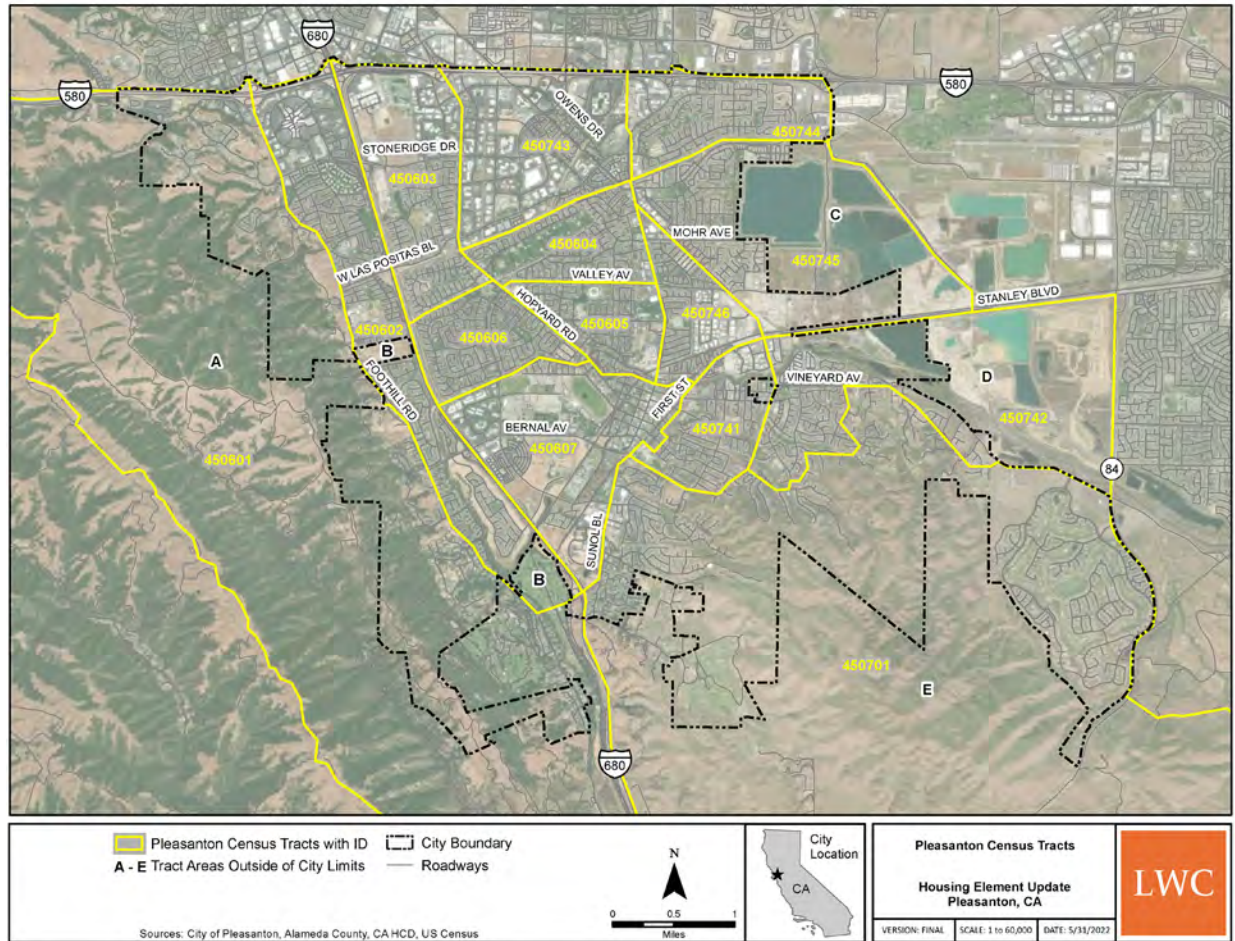 680
580
580
OWENS DR
450744
STONERIDGE DR
450743
450603
C
MOHR AVE
450604
W LAS POSITAS BL
450745
VALLEY AV
STANLEY BLVD
HOPYARD RD
450602
450605
450746
450606
B
A
FOOTHILL RD
FIRST ST
VINEYARD AV
D
450742
BERNAL AV
450741
450607
450601
84
SUNOL BL
B
450701
E
680
Pleasanton Census Tracts with ID
City Boundary
A - E Tract Areas Outside of City Limits
Roadways
Sources: City of Pleasanton, Alameda County, CA HCD, US Census
N
0 0.5 1
Miles
City
Location
CA
Pleasanton Census Tracts
Housing Element Update
Pleasanton, CA
VERSION: FINAL
SCALE: 1 to 60,000
DATE: 5/31/2022
LWC